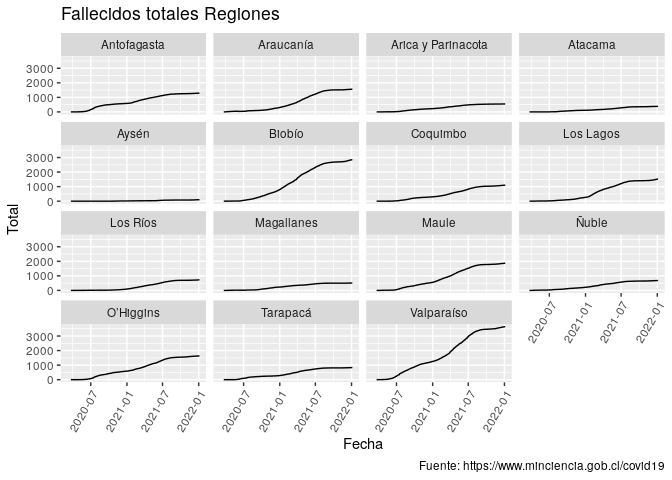 Fallecidos totales Regiones
Antofagasta Araucanía Arica y Parinacota Atacama
3000
1000
0
Aysén Biobío Coquimbo Los Lagos
3000
2000
1000
0
Los Ríos Magallanes Maule Ñuble
3000
2000
1000
0
O'Higgins Tarapacá Valparaíso
3000
2000
1000
0
2020-07 2021-01 2021-07 2022-01
2020-07 2021-01 2021-07 2022-01
2020-07 2021-01 2021-07 2022-01
2020-07 2021-01 2021-07 2022-01
Total
Fecha
Fuente: https://www.minciencia.gob.cl/covid19